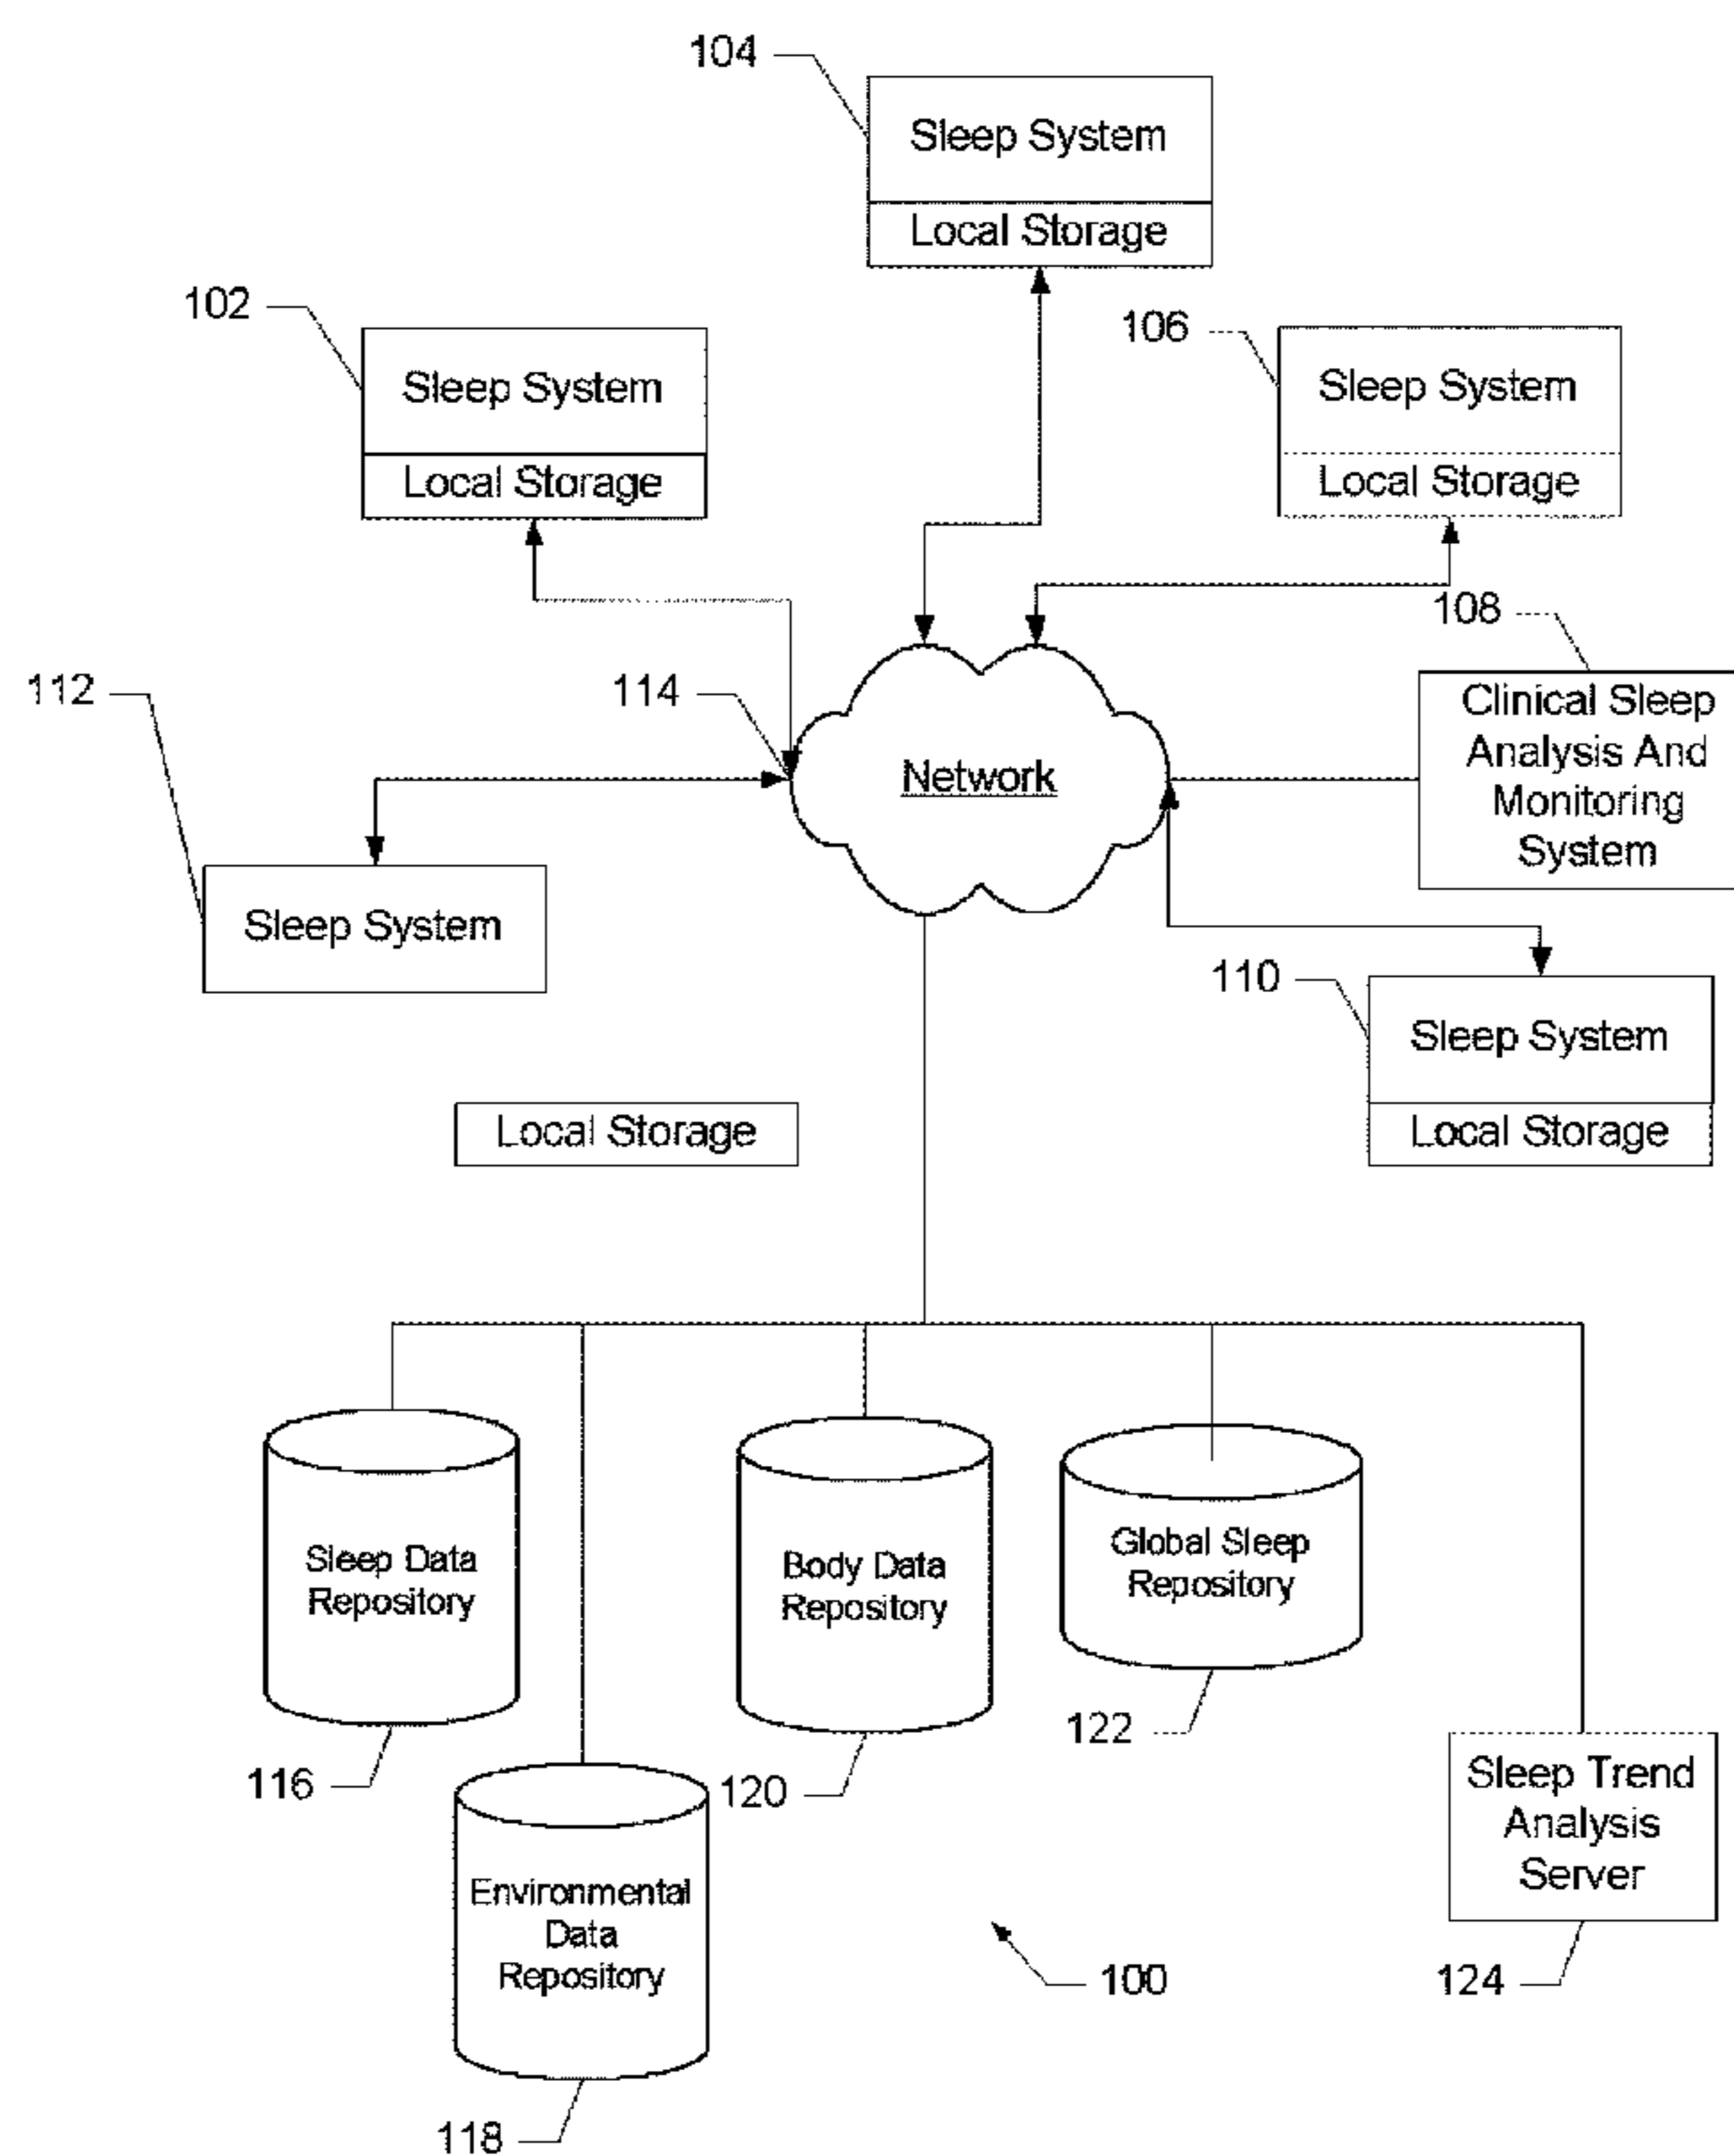 104
Sleep System
Local Storage
102
Sleep System
Local Storage
106
Sleep System
Local Storage
108
Clinical Sleep
Analysis And
Monitoring
System
112
114
Network
Sleep System
110
Sleep System
Local Storage
Local Storage
Sleep Data
Repository
116
Environmental
Data
Repository
118
Body Data
Repository
120
Global Sleep
Repository
122
Sleep Trend
Analysis
Server
124
100